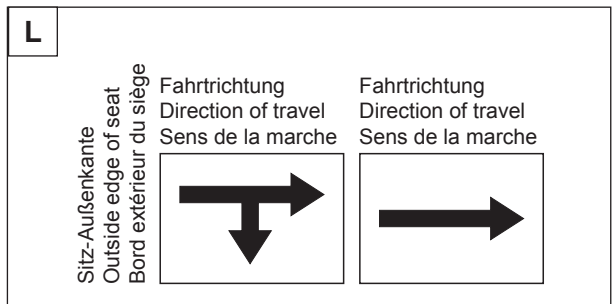 L
Sitz-Außenkante
Outside edge of seat
Bord extérieur du siège
Fahrtrichtung
Direction of travel
Sens de la marche
Fahrtrichtung
Direction of travel
Sens de la marche